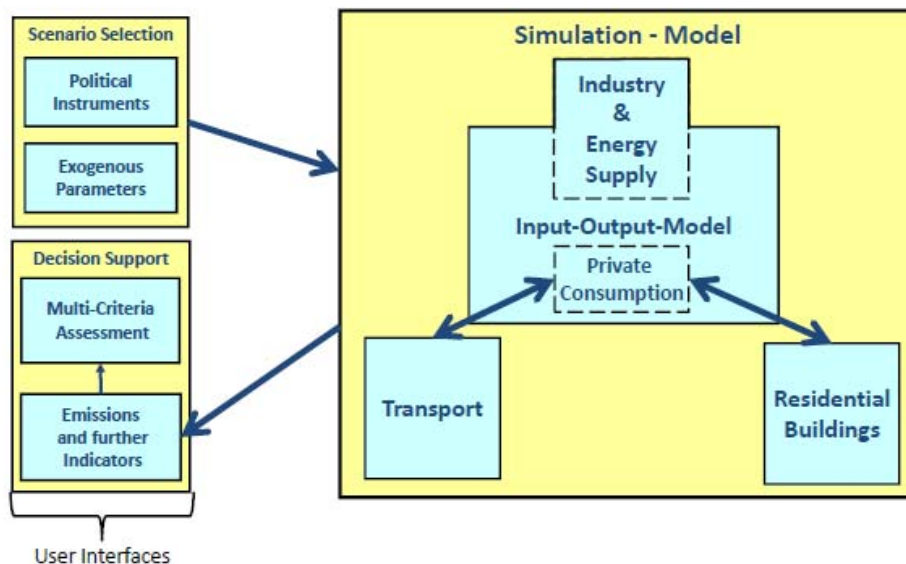 Scenario Selection
Political
Instruments
Exogenous
Parameters
Decision Support
Multi-Criteria
Assessment
Emissions
and further
Indicators
User Interfaces
Simulation - Model
Industry
&
Energy
Supply
Input-Output-Model
Private
Consumption
Transport
Residential
Buildings